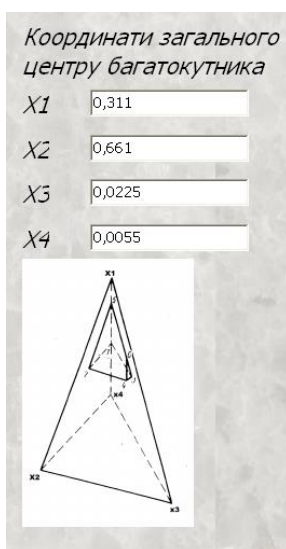 Координати загального
центру багатокутника
X1 0,311
X2 0,661
X3 0,0225
X4 0,0055
X1
5
x4
X2
x3